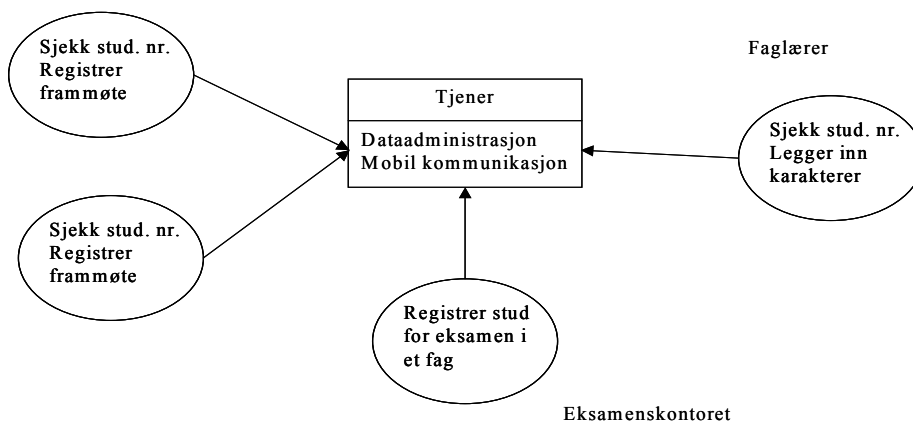 Sjekk stud. nr.
Registrer
frammøte
Faglærer
Tjener
Dataadministrasjon
Mobil kommunikasjon
Sjekk stud. nr.
Legger inn
karakterer
Sjekk stud. nr.
Registrer
frammøte
Registrer stud
for eksamen i
et fag
Eksamenskontoret